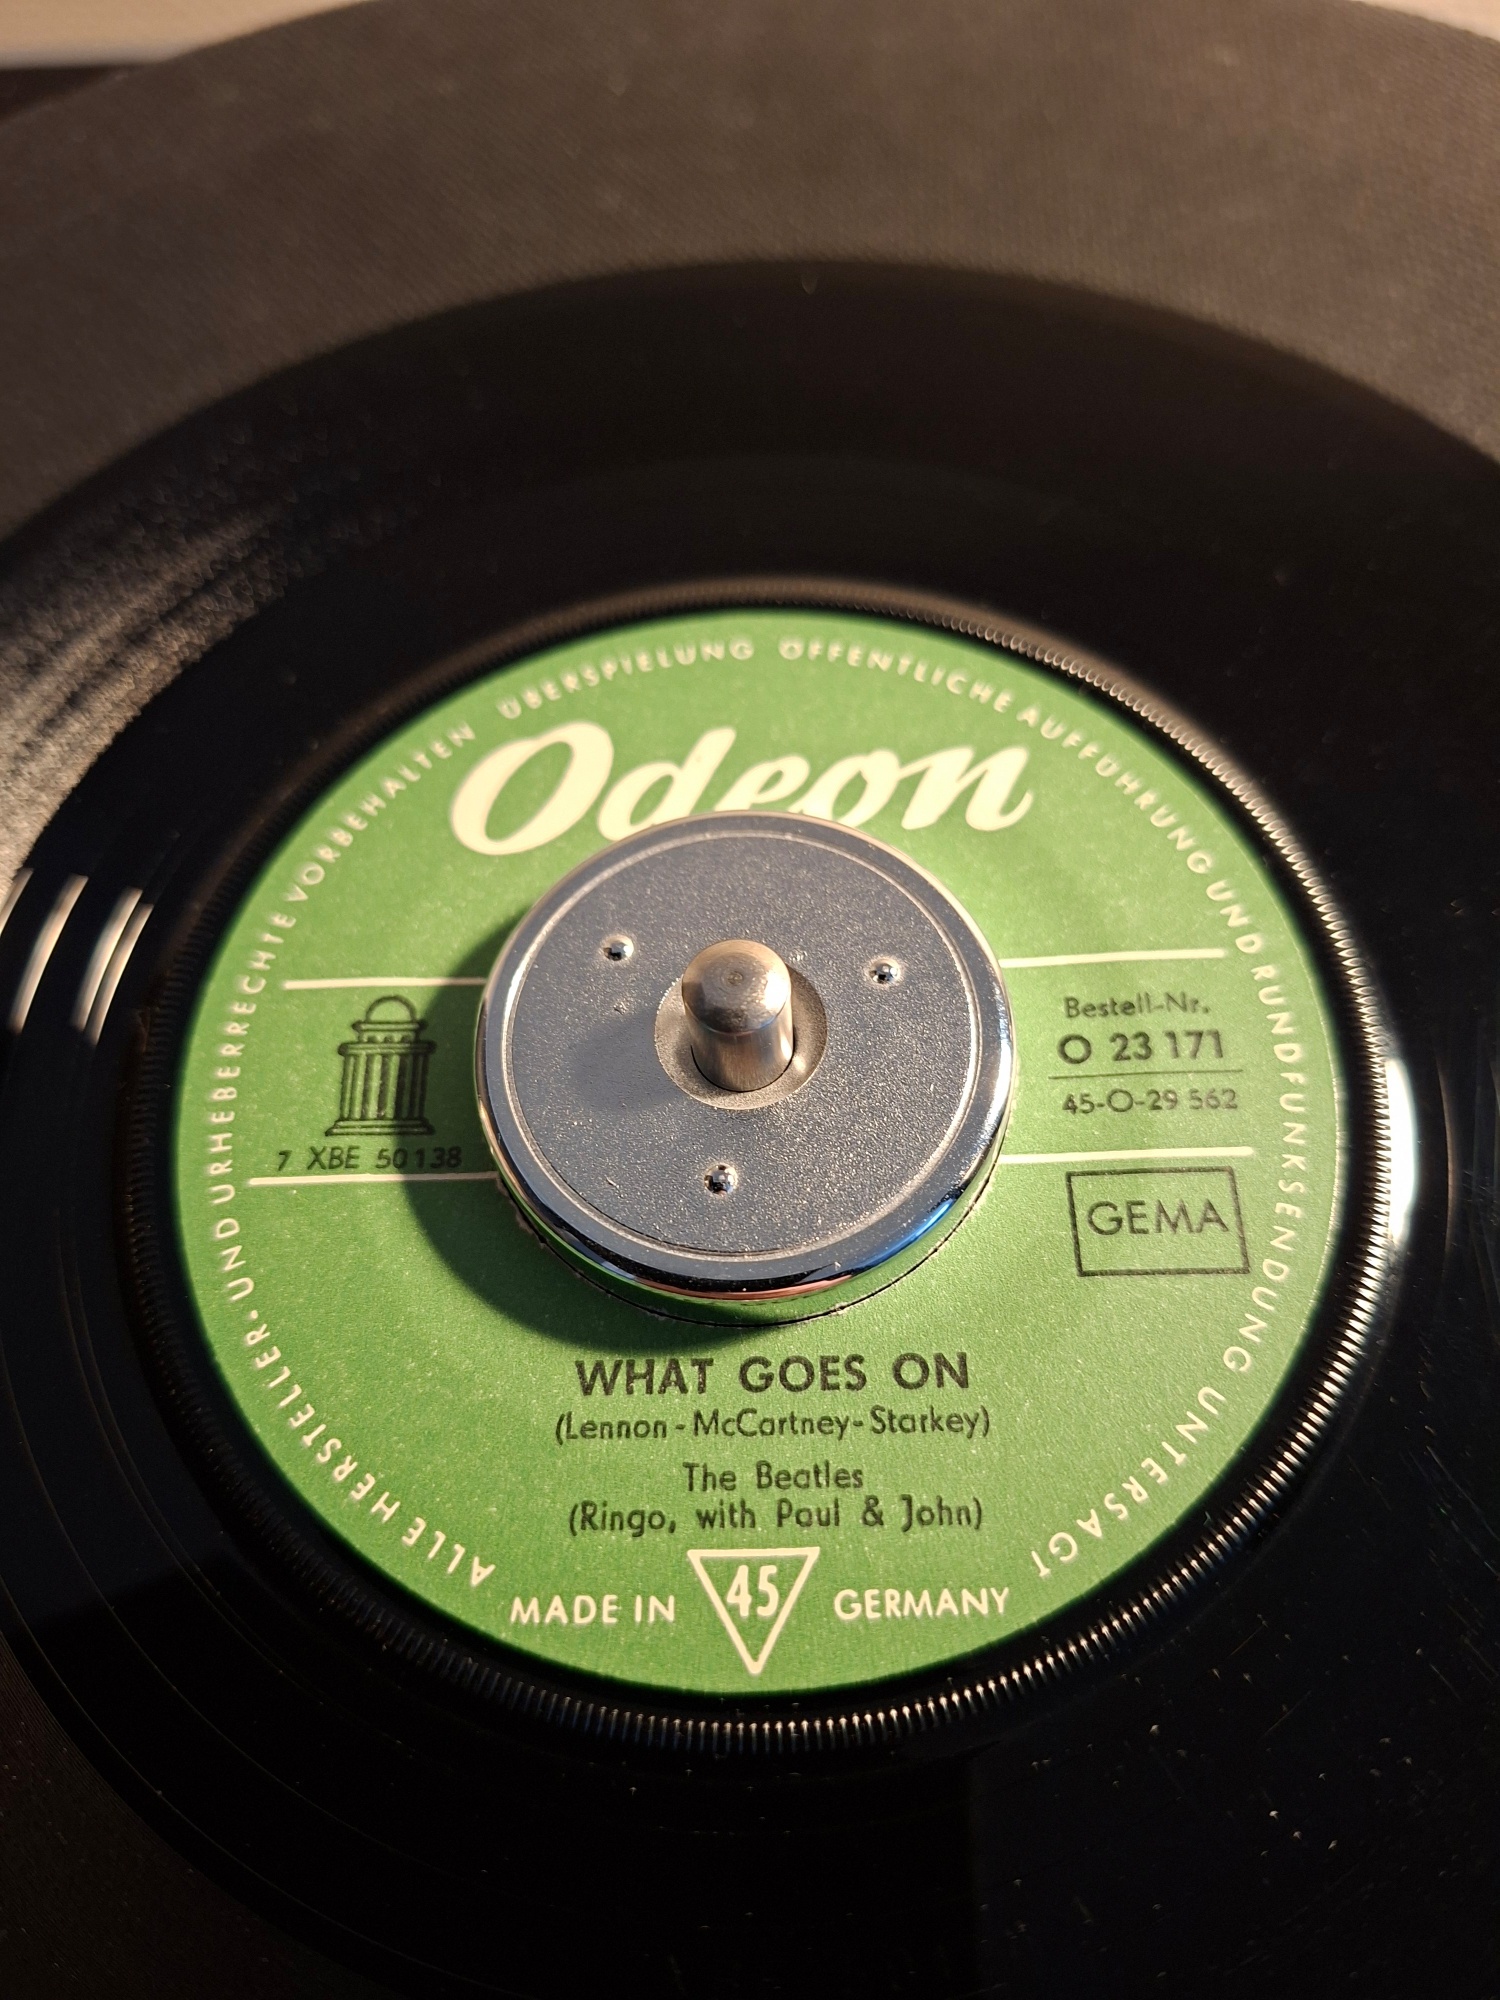 ALLE HERSTELLER- UND URHEBERRECHTE VORBEHALTEN ÜBERSPIELUNG ÖFFENTLICHE AUFFÜHRUNG UND RUNDFUNKSENDUNG UNTERSAGT
Odeon
Bestell-Nr.
O 23 171
45-O-29 562
7 XBE 50138
GEMA
WHAT GOES ON
(Lennon-McCartney-Starkey)
The Beatles
(Ringo, with Paul & John)
MADE IN 45 GERMANY